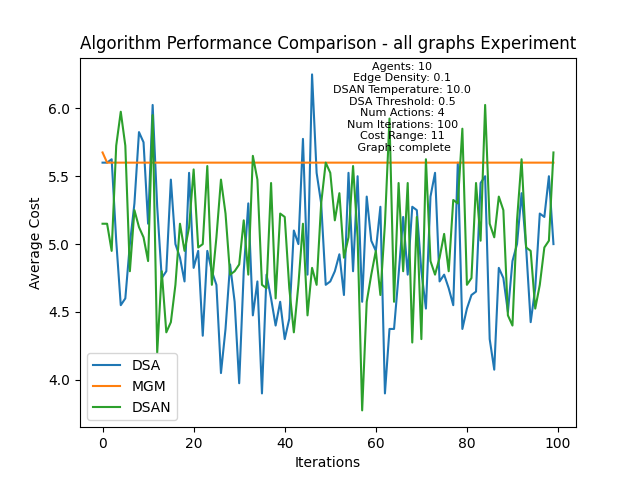 Algorithm Performance Comparison - all graphs Experiment
Agents: 10
Edge Density: 0.1
DSAN Temperature: 10.0
DSA Threshold: 0.5
Num Actions: 4
Num Iterations: 100
Cost Range: 11
Graph: complete
Average Cost
6.0
5.5
5.0
4.5
4.0
DSA
MGM
DSAN
0 20 40 60 80 100
Iterations